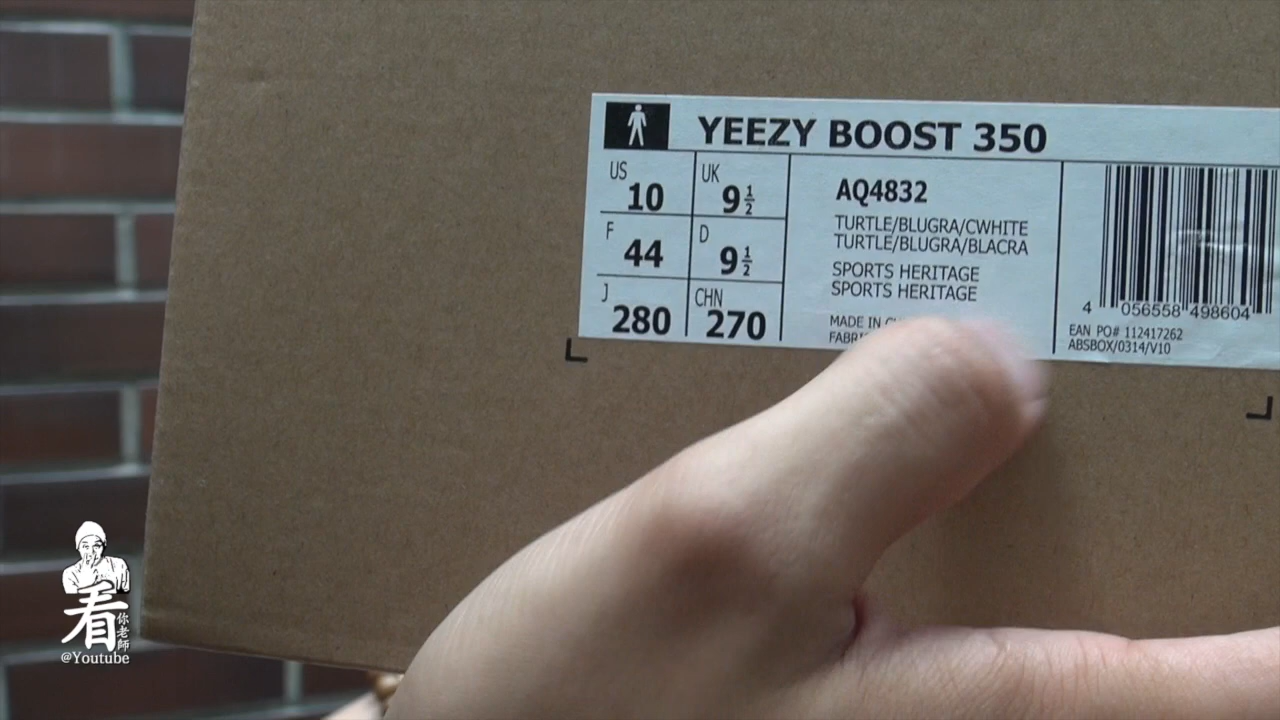 YEEZY BOOST 350
US 10 UK 9 1/2
F 44 D 9 1/2
J 280 CHN 270
AQ4832
TURTLE/BLUGRA/CWHITE
TURTLE/BLUGRA/BLACRA
SPORTS HERITAGE
SPORTS HERITAGE
MADE IN
4 056558 498604
EAN PO# 112417262
ABSBOX/0314/V10
看
你老師
@Youtube